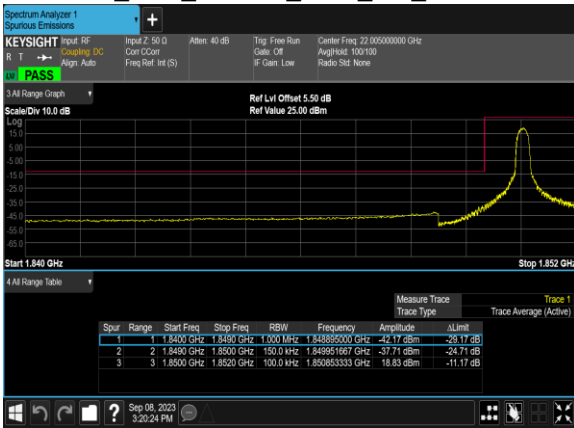 Spectrum Analyzer 1
Spurious Emissions
+
KEYSIGHT Input: RF Input Z: 50 Ω Atten: 40 dB Trig: Free Run Center Freq: 22.005000000 GHz
R T Coupling: DC Corr CCorr Gate: Off Avg|Hold: 100/100
Align: Auto Freq Ref: Int (S) IF Gain: Low Radio Std: None
PASS
3 All Range Graph
Ref Lvl Offset 5.50 dB
Scale/Div 10.0 dB Ref Value 25.00 dBm
Log
15.0
5.00
-5.00
-15.0
-25.0
-35.0
-45.0
-55.0
-65.0
Start 1.840 GHz Stop 1.852 GHz
4 All Range Table
Measure Trace Trace 1
Trace Type Trace Average (Active)
Spur Range Start Freq Stop Freq RBW Frequency Amplitude ΔLimit
1 1 1.8400 GHz 1.8490 GHz 1.000 MHz 1.848895000 GHz -42.17 dBm -29.17 dB
2 2 1.8490 GHz 1.8500 GHz 150.0 kHz 1.849951667 GHz -37.71 dBm -24.71 dB
3 3 1.8500 GHz 1.8520 GHz 100.0 kHz 1.850853333 GHz 18.83 dBm -11.17 dB
? Sep 08, 2023
3:20:24 PM